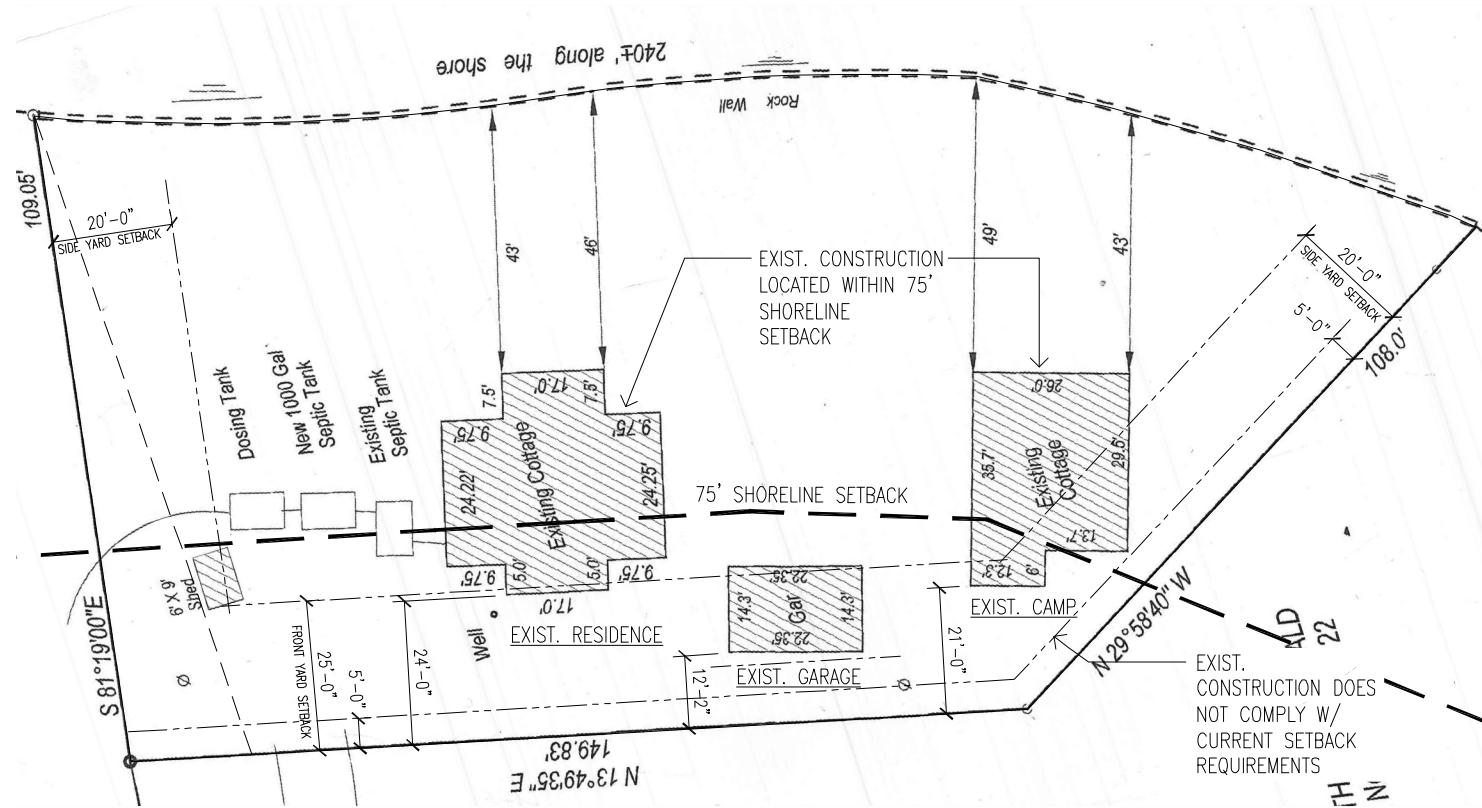 240±' along the shore
Rock Wall
109.05'
20'-0"
SIDE YARD SETBACK
43'
46'
49'
43'
EXIST. CONSTRUCTION
LOCATED WITHIN 75'
SHORELINE
SETBACK
20'-0"
SIDE YARD SETBACK
5'-0"
108.0'
Dosing Tank
New 1000 Gal
Septic Tank
Existing
Septic Tank
7.5'
17.0'
7.5'
9.75'
9.75'
24.22'
Existing Cottage
24.25'
9.75'
5.0'
5.0'
9.75'
17.0'
75' SHORELINE SETBACK
26.0'
35.7'
Existing
Cottage
29.5'
13.7'
12.3'
6'
6' X 9'
Shed
S 81°19'00"E
Ø
FRONT YARD SETBACK
25'-0"
5'-0"
24'-0"
Well
EXIST. RESIDENCE
22.35'
14.3'
Gar
14.3'
22.35'
EXIST. GARAGE
12'-2"
Ø
21'-0"
EXIST. CAMP
N 29°58'40" W
ALD
22
EXIST.
CONSTRUCTION DOES
NOT COMPLY W/
CURRENT SETBACK
REQUIREMENTS
149.83'
N 13°49'35" E
TH